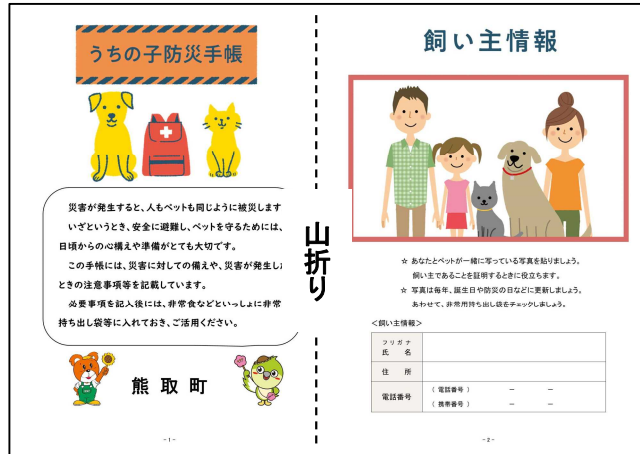 うちの子防災手帳
災害が発生すると、人もペットも同じように被災します
いざというとき、安全に避難し、ペットを守るためには、
日頃からの心構えや準備がとても大切です。
この手帳には、災害に対しての備えや、災害が発生し
ときの注意事項等を記載しています。
必要事項を記入後には、非常食などといっしょに非常
持ち出し袋等に入れておき、ご活用ください。
熊取町
-1-
山折り
飼い主情報
☆ あなたとペットが一緒に写っている写真を貼りましょう。
飼い主であることを証明するときに役立ちます。
☆ 写真は毎年、誕生日や防災の日などに更新しましょう。
あわせて、非常用持ち出し袋をチェックしましょう。
<飼い主情報>
フリガナ
氏 名
住 所
電話番号
( 電話番号 ) － －
( 携帯番号 ) － －
-2-